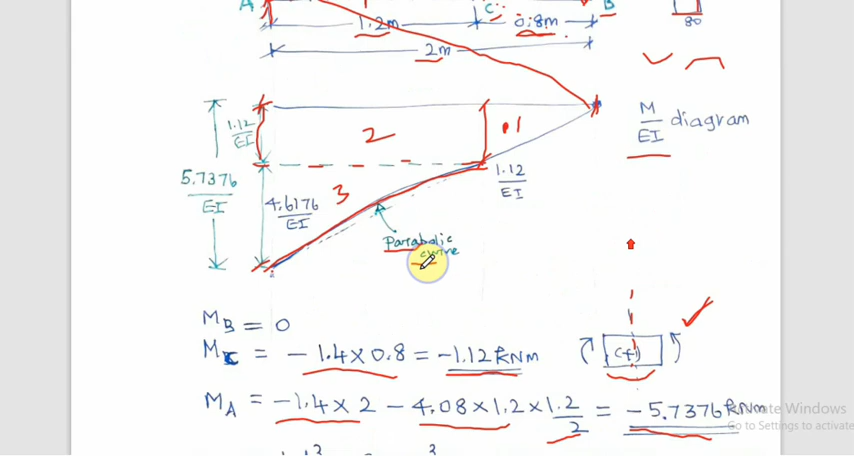 A
C
B
1.2m
0.8m
2m
80
1.12
EI
2
.1
M
EI
diagram
5.7376
EI
4.6176
EI
3
1.12
EI
Parabolic
curve
M_B = 0
M_C = - 1.4 × 0.8 = -1.12 kNm
(+)
M_A = -1.4 × 2 - 4.08 × 1.2 × 1.2/2 = -5.7376 kNm
Activate Windows
Go to Settings to activate